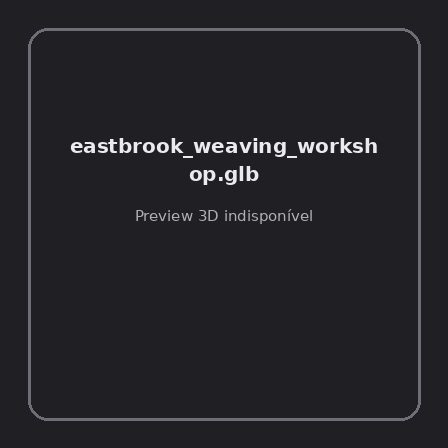 eastbrook_weaving_worksh
op.glb
Preview 3D indisponível